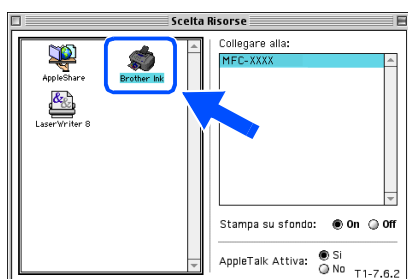 Scelta Risorse
AppleShare
Brother Ink
LaserWriter 8
Collegare alla:
MFC-XXXX
Stampa su sfondo: On Off
AppleTalk Attiva: Sì
No
T1-7.6.2